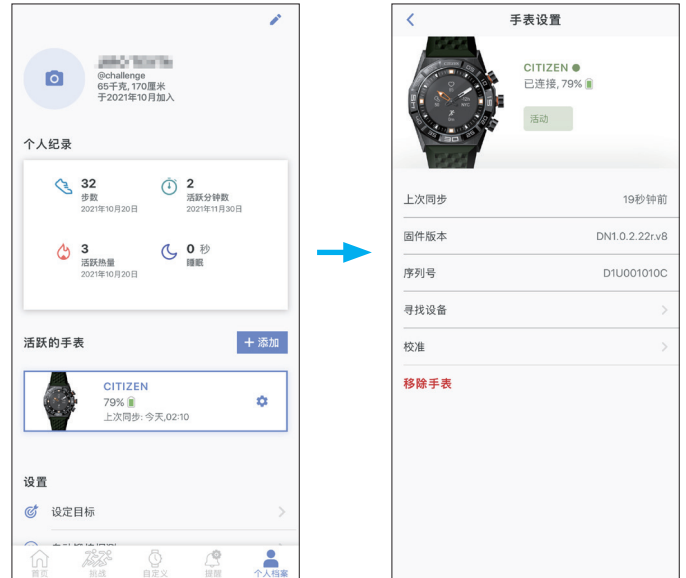 @challenge
65千克, 170厘米
于2021年10月加入
个人纪录
32
步数
2021年10月20日
2
活跃分钟数
2021年11月30日
3
活跃热量
2021年10月20日
0 秒
睡眠
活跃的手表
+ 添加
CITIZEN
79%
上次同步: 今天,02:10
设置
设定目标
首页
挑战
自定义
提醒
个人档案
手表设置
CITIZEN
已连接, 79%
活动
上次同步
19秒钟前
固件版本
DN1.0.2.22r.v8
序列号
D1U001010C
寻找设备
校准
移除手表